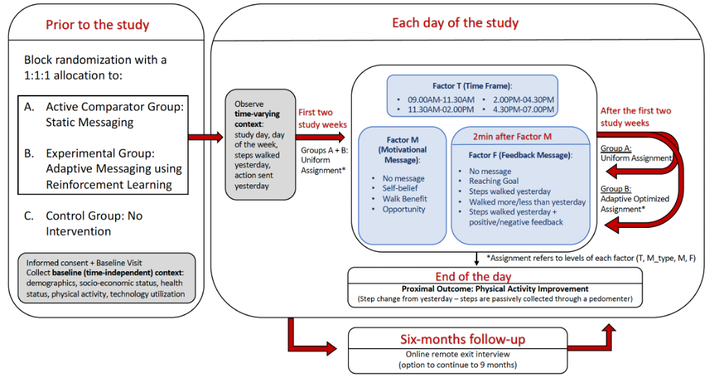 Prior to the study
Block randomization with a
1:1:1 allocation to:
A. Active Comparator Group:
Static Messaging
B. Experimental Group:
Adaptive Messaging using
Reinforcement Learning
C. Control Group: No
Intervention
Informed consent + Baseline Visit
Collect baseline (time-independent) context:
demographics, socio-economic status, health
status, physical activity, technology utilization
Each day of the study
Observe
time-varying
context:
study day, day
of the week,
steps walked
yesterday,
action sent
yesterday
First two
study weeks
Groups A + B:
Uniform
Assignment*
Factor T (Time Frame):
• 09.00AM-11.30AM • 2.00PM-04.30PM
• 11.30AM-02.00PM • 4.30PM-07.00PM
Factor M
(Motivational
Message):
• No message
• Self-belief
• Walk Benefit
• Opportunity
2min after Factor M
Factor F (Feedback Message):
• No message
• Reaching Goal
• Steps walked yesterday
• Walked more/less than yesterday
• Steps walked yesterday +
positive/negative feedback
After the first two
study weeks
Group A:
Uniform Assignment
Group B:
Adaptive Optimized
Assignment*
*Assignment refers to levels of each factor (T, M_type, M, F)
End of the day
Proximal Outcome: Physical Activity Improvement
(Step change from yesterday – steps are passively collected through a pedometer)
Six-months follow-up
Online remote exit interview
(option to continue to 9 months)